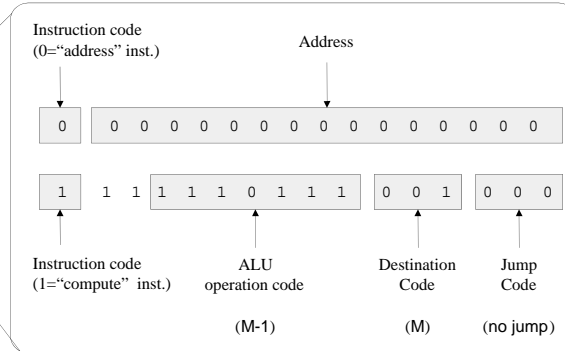 Instruction code
(0=“address” inst.)
Address
0 0 0 0 0 0 0 0 0 0 0 0 0 0 0 0
1 1 1 1 1 1 0 1 1 1 0 0 1 0 0 0
Instruction code
(1=“compute” inst.)
ALU
operation code
(M-1)
Destination
Code
(M)
Jump
Code
(no jump)